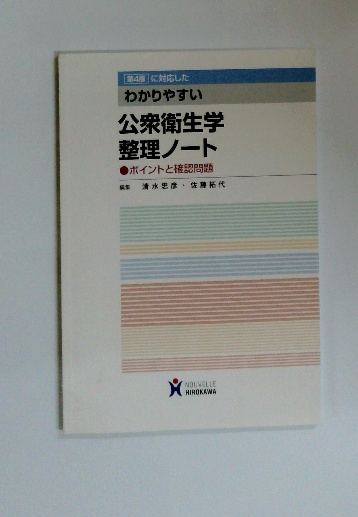 第4版 に対応した
わかりやすい
公衆衛生学
整理ノート
●ポイントと確認問題
編集 清水忠彦・佐藤拓代
NOUVELLE
HIROKAWA